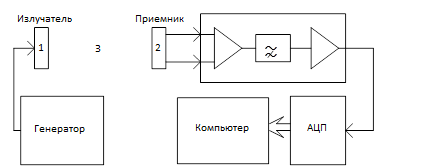 Излучатель
Приемник
1
3
2
Генератор
Компьютер
АЦП